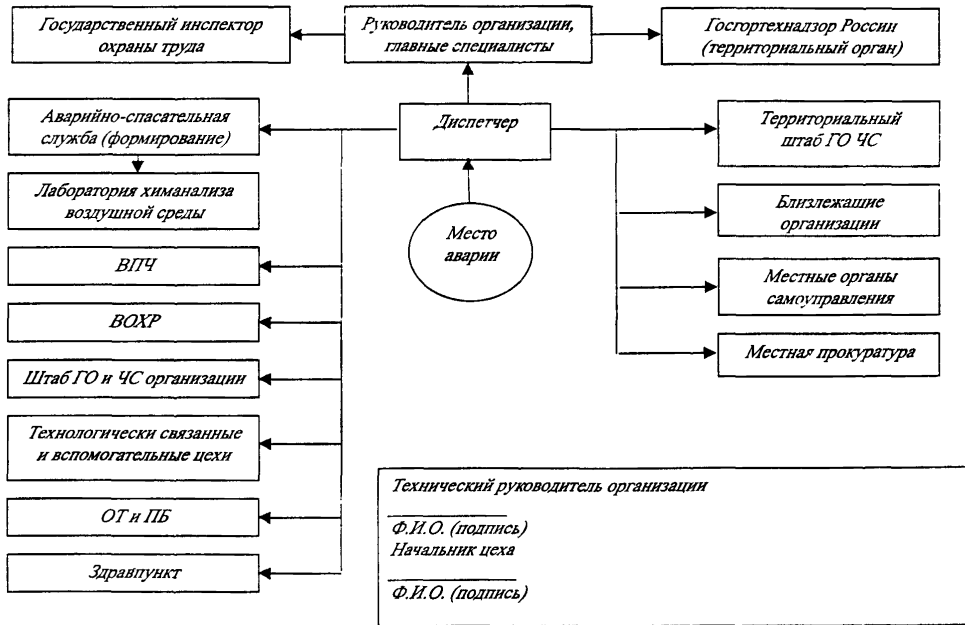 Государственный инспектор
охраны труда
Руководитель организации,
главные специалисты
Госгортехнадзор России
(территориальный орган)
Аварийно-спасательная
служба (формирование)
Диспетчер
Территориальный
штаб ГО ЧС
Лаборатория химанализа
воздушной среды
Близлежащие
организации
Место
аварии
ВПЧ
Местные органы
самоуправления
ВОХР
Местная прокуратура
Штаб ГО и ЧС организации
Технологически связанные
и вспомогательные цехи
ОТ и ПБ
Здравпункт
Технический руководитель организации
Ф.И.О. (подпись)
Начальник цеха
Ф.И.О. (подпись)